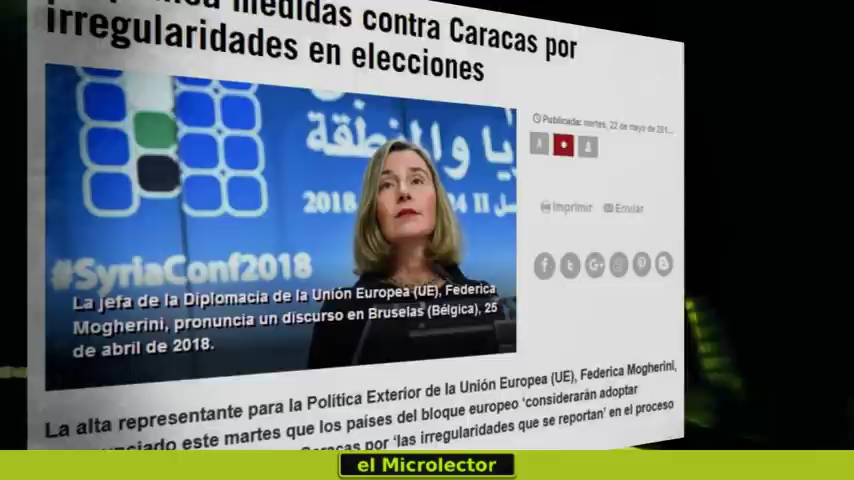 medidas contra Caracas por
irregularidades en elecciones
Publicada: martes, 22 de mayo de 201...
المنطقة
2018
11
#SyriaConf2018
La jefa de la Diplomacia de la Unión Europea (UE), Federica
Mogherini, pronuncia un discurso en Bruselas (Bélgica), 25
de abril de 2018.
Imprimir Enviar
La alta representante para la Política Exterior de la Unión Europea (UE), Federica Mogherini,
este martes que los países del bloque europeo ‘considerarán adoptar
Caracas por ‘las irregularidades que se reportan’ en el proceso
el Microlector